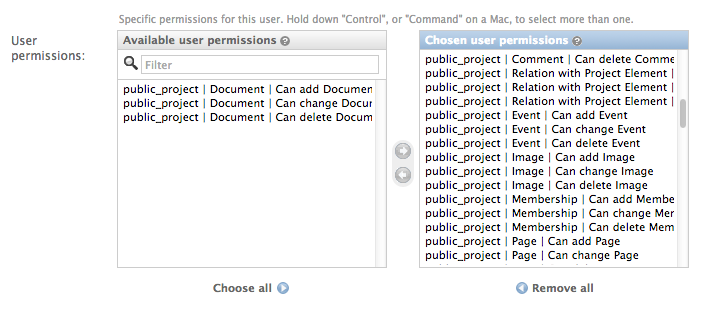 Specific permissions for this user. Hold down "Control", or "Command" on a Mac, to select more than one.
User
permissions:
Available user permissions ?
Filter
public_project | Document | Can add Documen
public_project | Document | Can change Docur
public_project | Document | Can delete Docum
Choose all
Chosen user permissions ?
public_project | Comment | Can delete Comme
public_project | Relation with Project Element |
public_project | Relation with Project Element |
public_project | Relation with Project Element |
public_project | Event | Can add Event
public_project | Event | Can change Event
public_project | Event | Can delete Event
public_project | Image | Can add Image
public_project | Image | Can change Image
public_project | Image | Can delete Image
public_project | Membership | Can add Membe
public_project | Membership | Can change Mer
public_project | Membership | Can delete Mem
public_project | Page | Can add Page
public_project | Page | Can change Page
Remove all